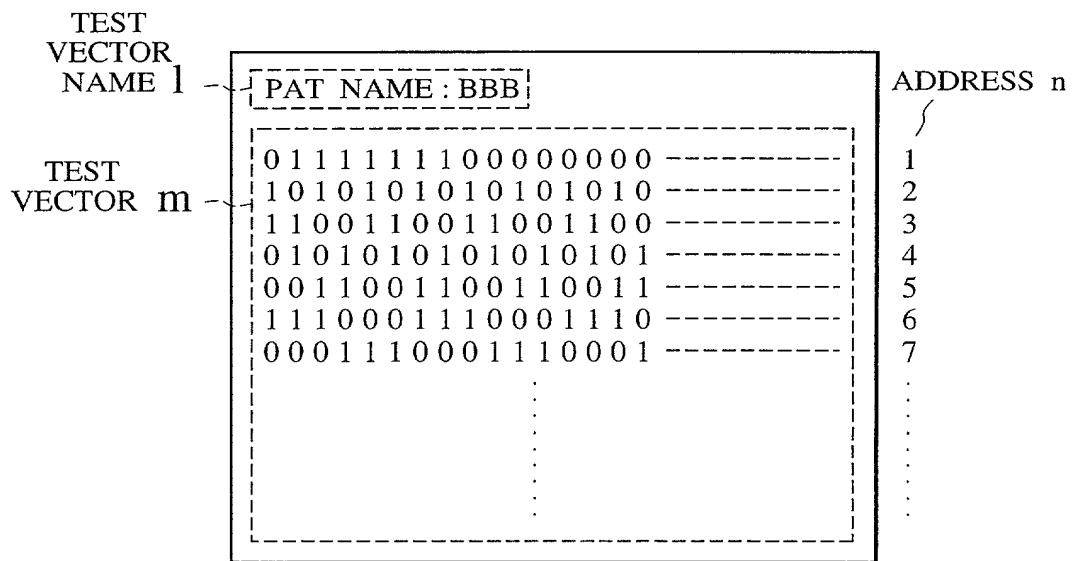 TEST
VECTOR
NAME l
PAT NAME : BBB
ADDRESS n
TEST
VECTOR m
0 1 1 1 1 1 1 1 0 0 0 0 0 0 0 0 1
1 0 1 0 1 0 1 0 1 0 1 0 1 0 1 0 2
1 1 0 0 1 1 0 0 1 1 0 0 1 1 0 0 3
0 1 0 1 0 1 0 1 0 1 0 1 0 1 0 1 4
0 0 1 1 0 0 1 1 0 0 1 1 0 0 1 1 5
1 1 1 0 0 0 1 1 1 0 0 0 1 1 1 0 6
0 0 0 1 1 1 0 0 0 1 1 1 0 0 0 1 7